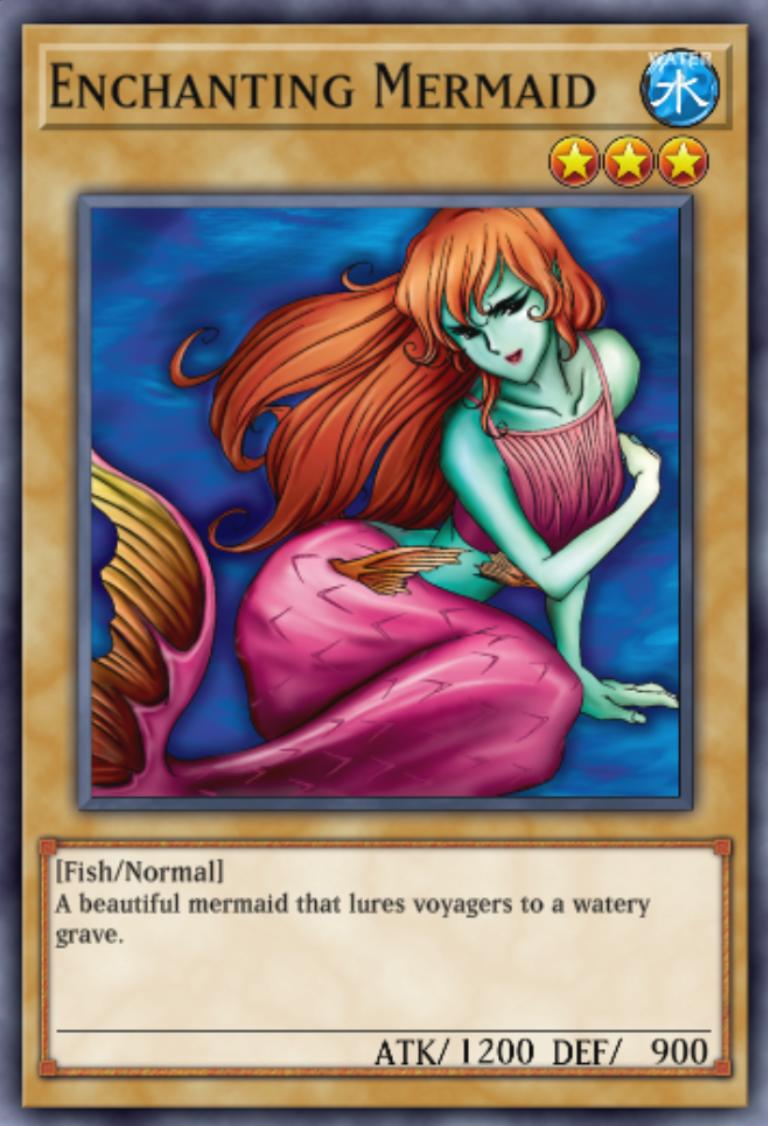 Enchanting Mermaid
WATER
水
[Fish/Normal]
A beautiful mermaid that lures voyagers to a watery
grave.
ATK/ 1200 DEF/ 900